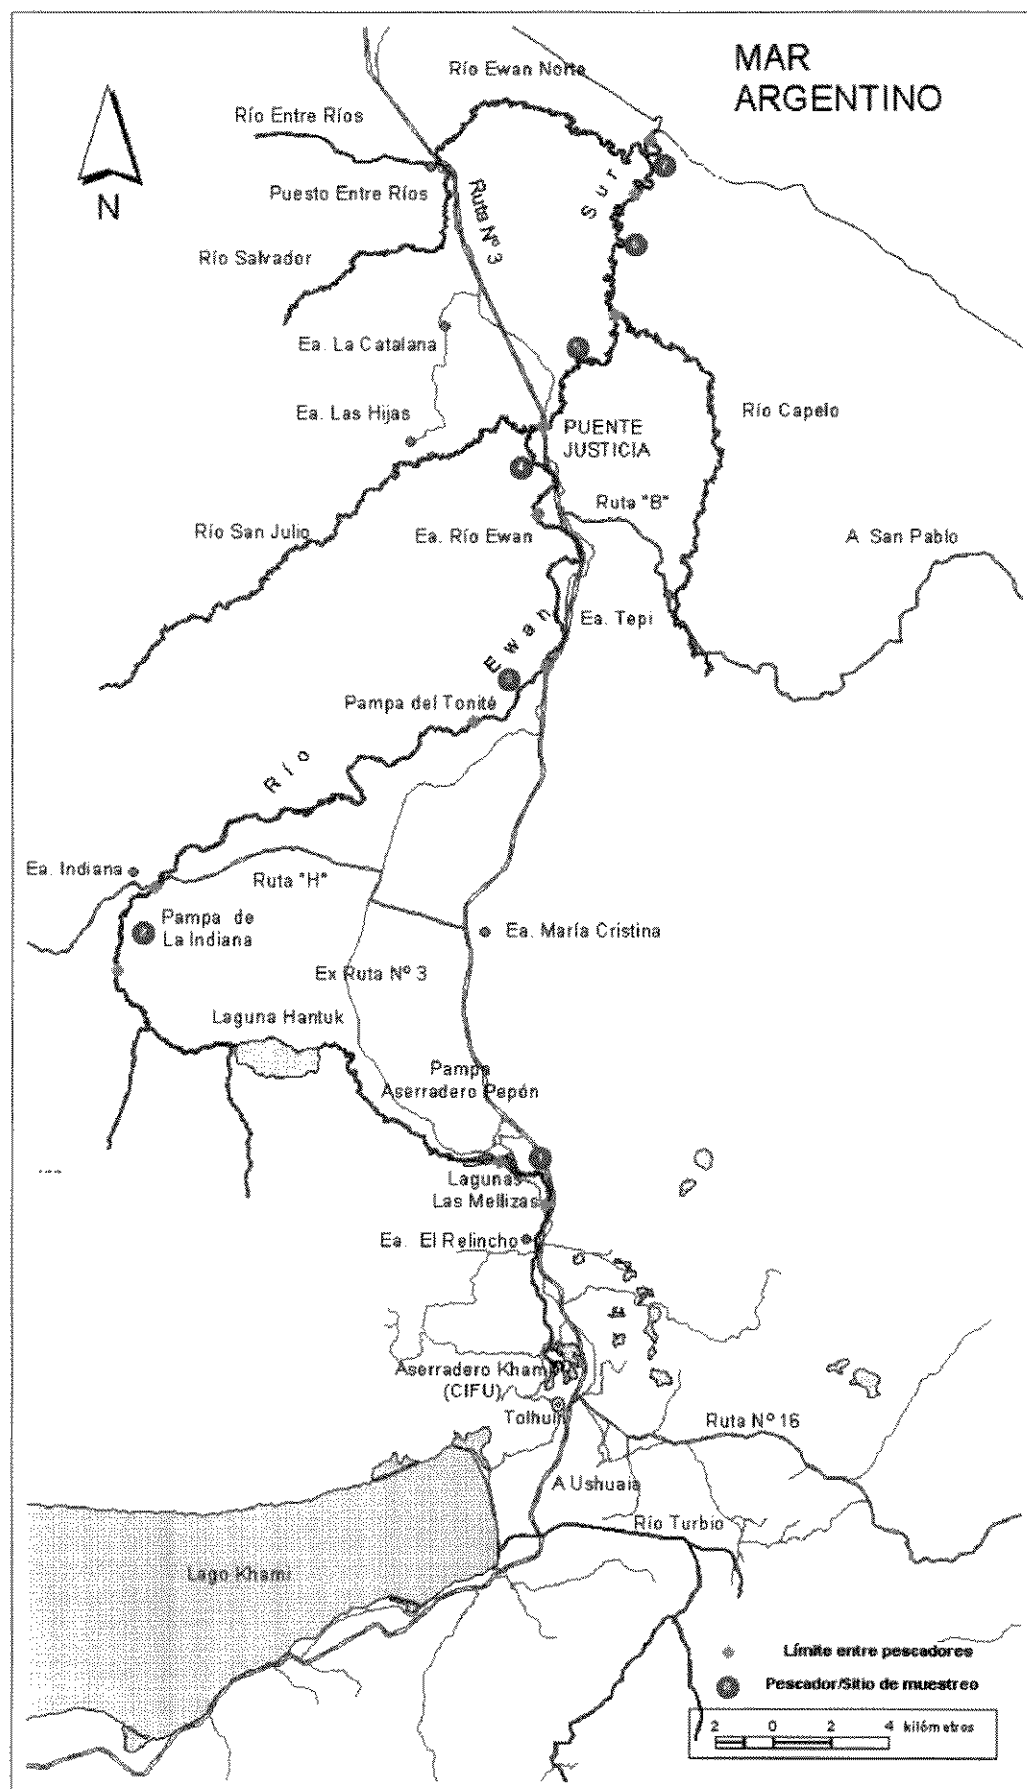 MAR
ARGENTINO
Río Ewan Norte
Río Entre Ríos
N
Puesto Entre Ríos
Sur
Ruta Nº 3
Río Salvador
Ea. La Catalana
Ea. Las Hijas
Río Capelo
PUENTE
JUSTICIA
Ruta "B"
Río San Julio
Ea. Río Ewan
A San Pablo
Ea. Tepi
Ewan
Pampa del Tonité
Río
Ea. Indiana
Ruta "H"
Pampa de
La Indiana
Ea. María Cristina
Ex Ruta Nº 3
Laguna Hantuk
Pampa
Aserradero Pepón
Lagunas
Las Mellizas
Ea. El Relincho
Aserradero Khami
(CIFU)
Tolhuin
Ruta Nº 16
A Ushuaia
Río Turbio
Lago Khami
Límite entre pescadores
Pescador/Sitio de muestreo
2 0 2 4 kilómetros